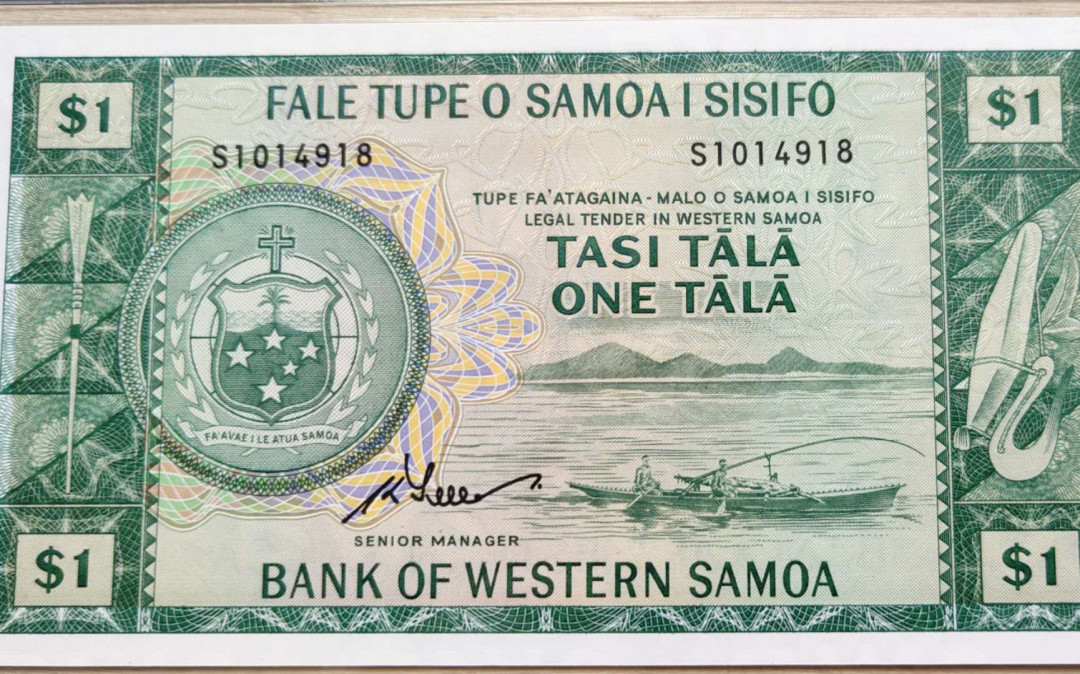 $1
$1
FALE TUPE O SAMOA I SISIFO
S1014918
S1014918
TUPE FA'ATAGAINA - MALO O SAMOA I SISIFO
LEGAL TENDER IN WESTERN SAMOA
TASI TĀLĀ
ONE TĀLĀ
FA'AVAE I LE ATUA SAMOA
SENIOR MANAGER
$1
$1
BANK OF WESTERN SAMOA